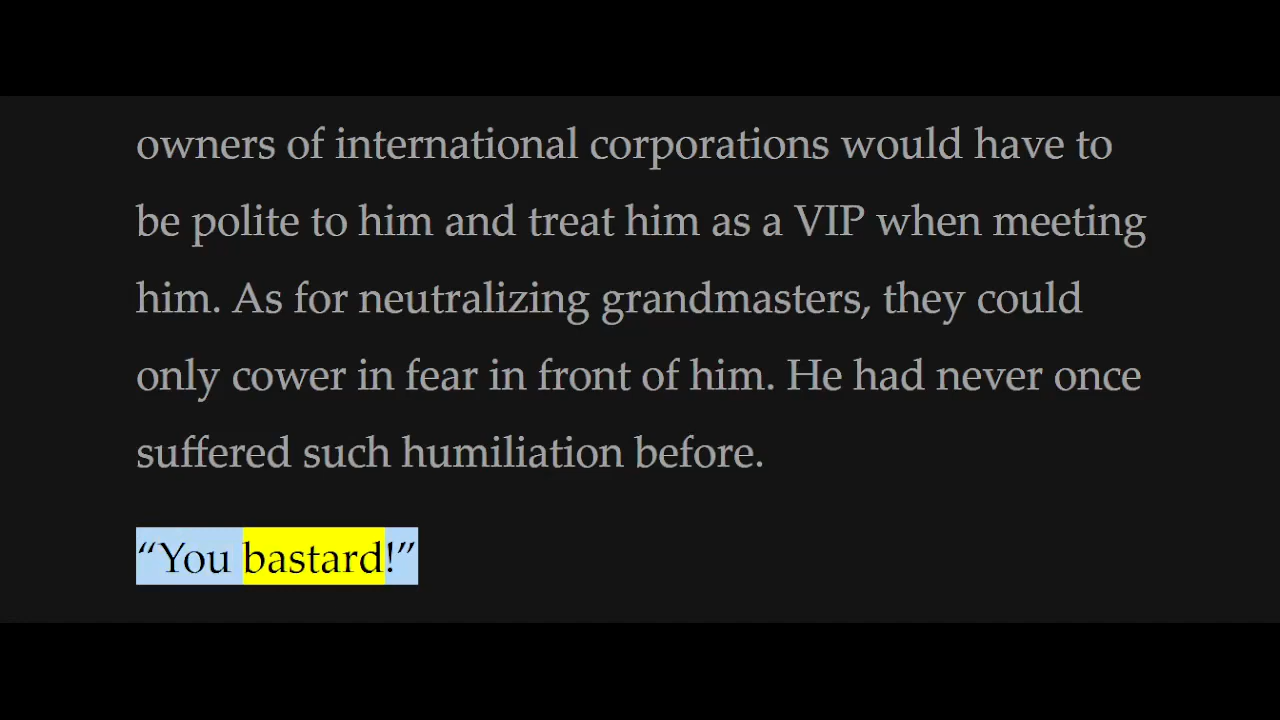 owners of international corporations would have to
be polite to him and treat him as a VIP when meeting
him. As for neutralizing grandmasters, they could
only cower in fear in front of him. He had never once
suffered such humiliation before.
“You bastard!”